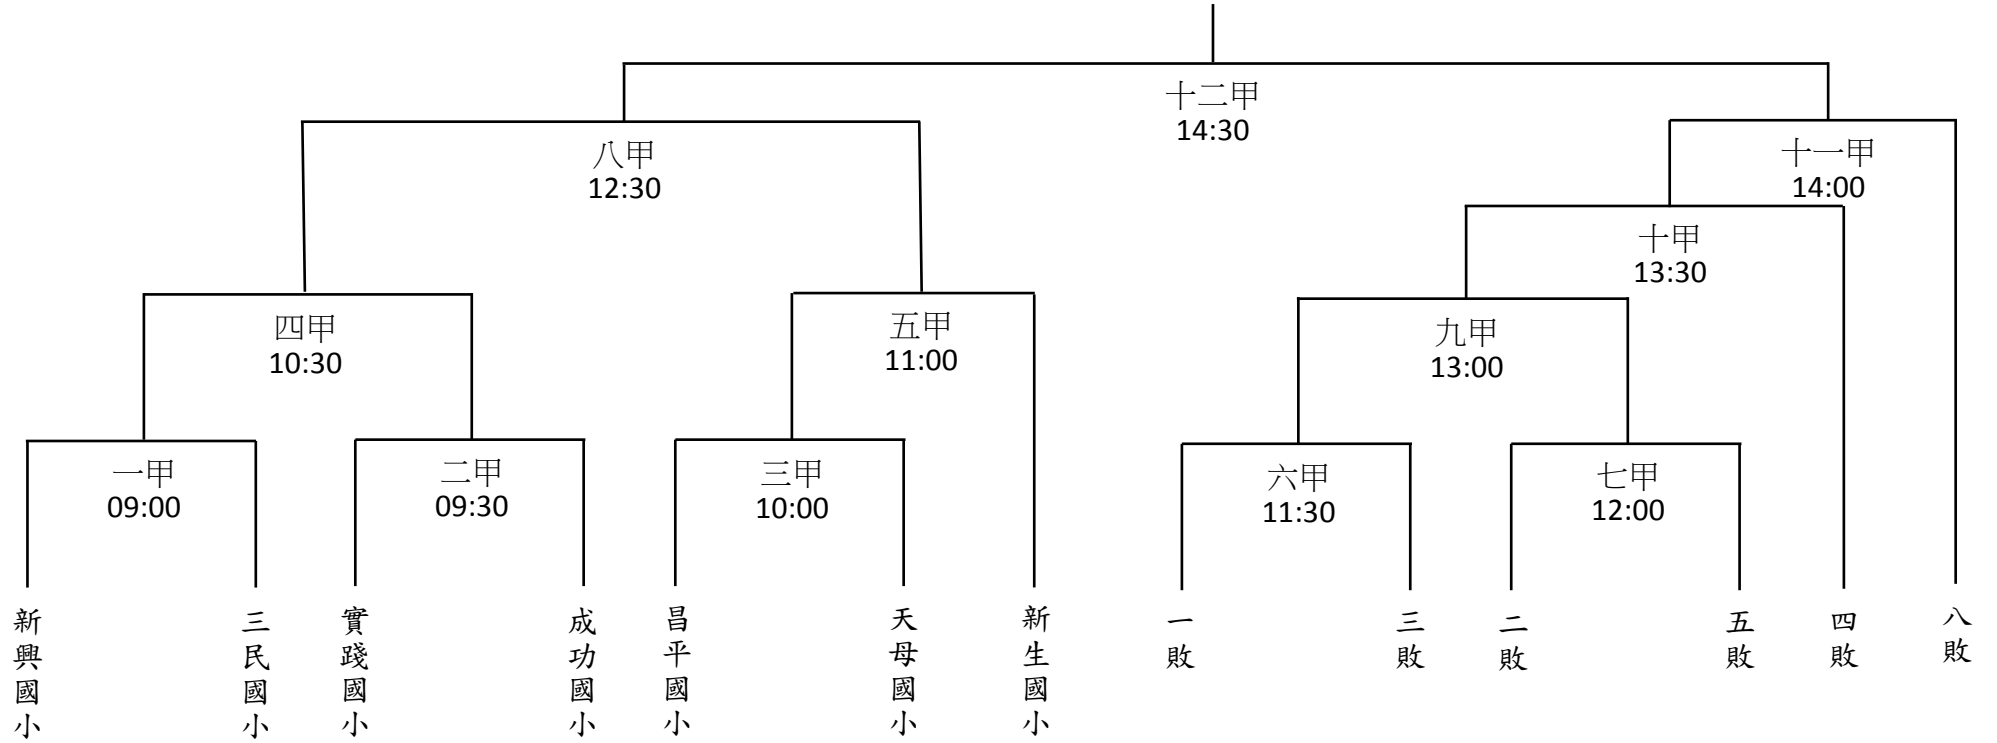 十二甲
14:30
八甲
12:30
十一甲
14:00
十甲
13:30
四甲
10:30
五甲
11:00
九甲
13:00
一甲
09:00
二甲
09:30
三甲
10:00
六甲
11:30
七甲
12:00
新興國小
三民國小
實踐國小
成功國小
昌平國小
天母國小
新生國小
一敗
三敗
二敗
五敗
四敗
八敗